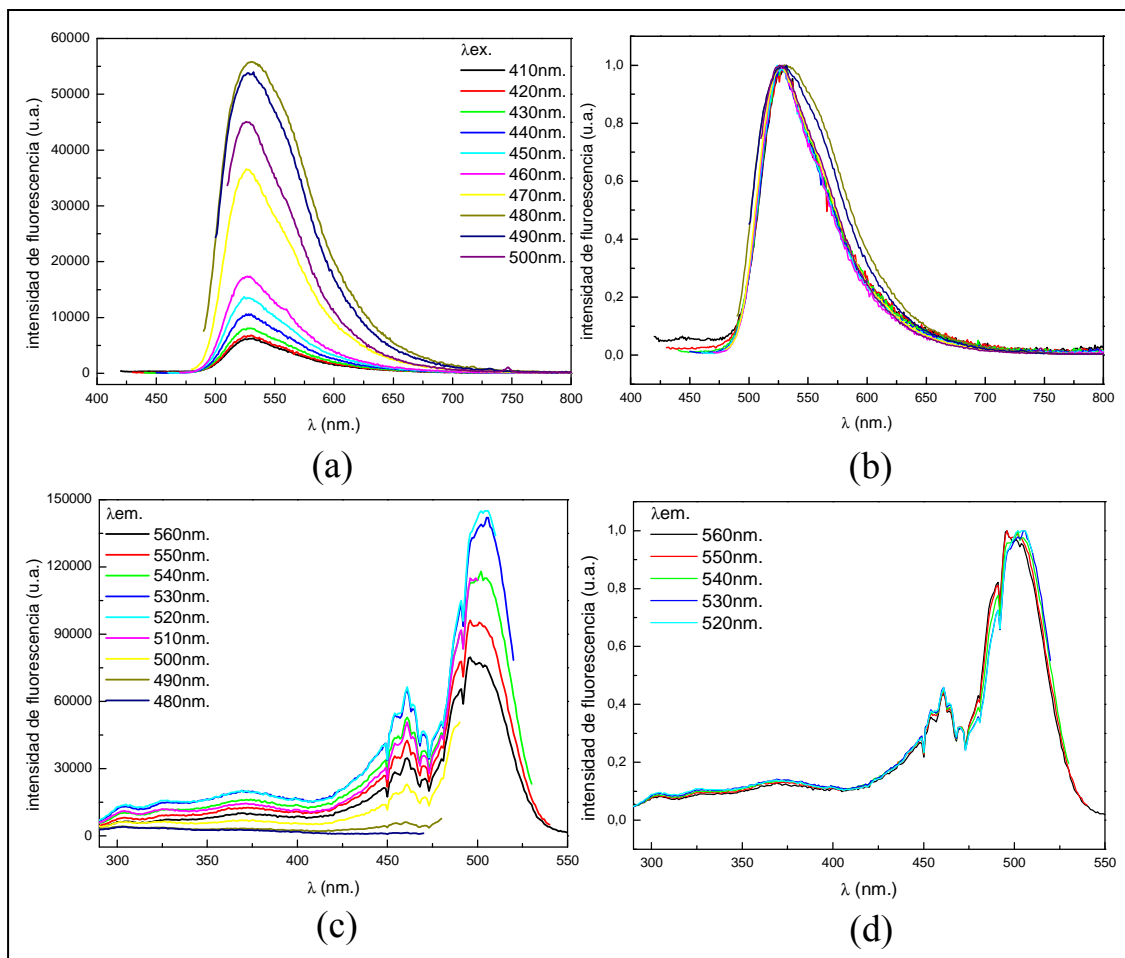 60000
50000
40000
30000
20000
10000
0
intensidad de fluorescencia (u.a.)
400 450 500 550 600 650 700 750 800
λ (nm.)
λex.
410nm.
420nm.
430nm.
440nm.
450nm.
460nm.
470nm.
480nm.
490nm.
500nm.
(a)
1,0
0,8
0,6
0,4
0,2
0,0
intensidad de fluroescencia (u.a.)
400 450 500 550 600 650 700 750 800
λ (nm.)
(b)
150000
120000
90000
60000
30000
0
intensidad de fluorescencia (u.a.)
300 350 400 450 500 550
λ (nm.)
λem.
560nm.
550nm.
540nm.
530nm.
520nm.
510nm.
500nm.
490nm.
480nm.
(c)
1,0
0,8
0,6
0,4
0,2
0,0
intensidad de fluorescencia (u.a.)
300 350 400 450 500 550
λ (nm.)
λem.
560nm.
550nm.
540nm.
530nm.
520nm.
(d)